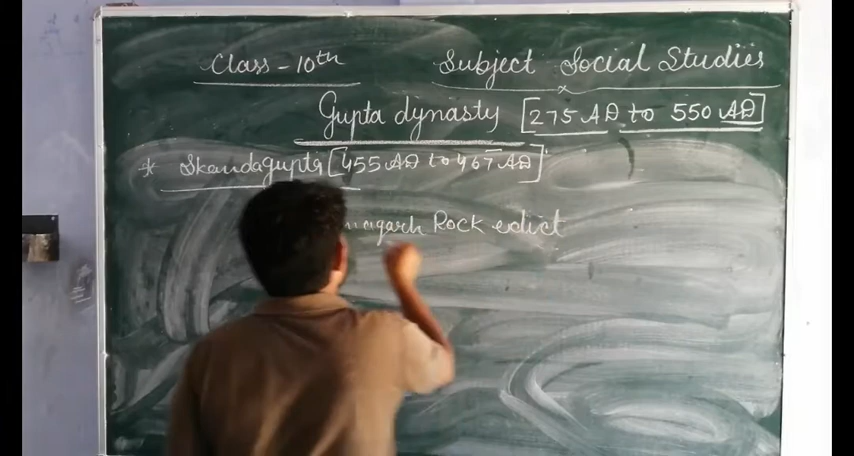 Class - 10th Subject Social Studies
Gupta dynasty [275 AD to 550 AD]
* Skandagupta [455 AD to 467 AD]
Rock edict